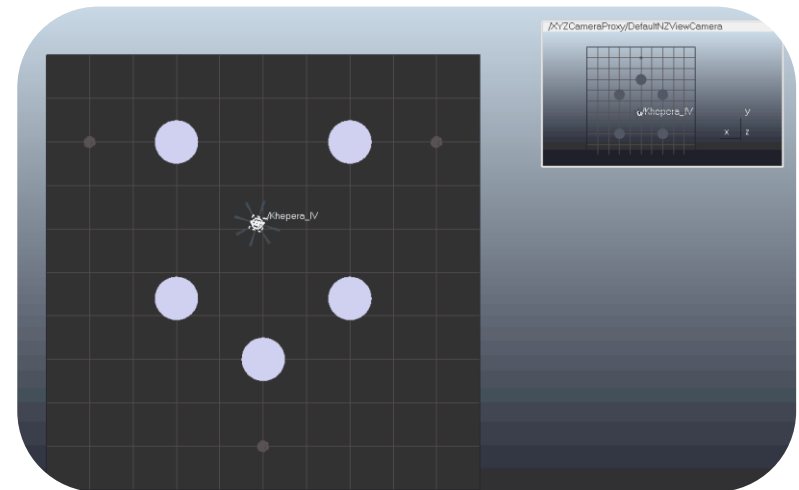 /XYZCameraProxy/DefaultNZViewCamera
/Khepera_IV
y
x z
/Khepera_IV